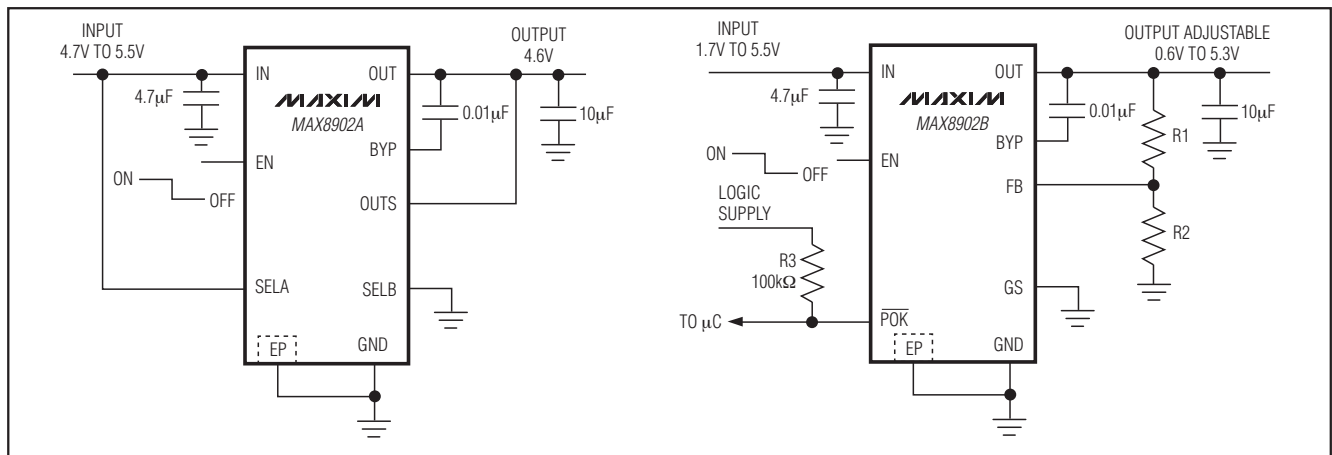 INPUT
4.7V TO 5.5V
OUTPUT
4.6V
IN
OUT
4.7µF
MAXIM
MAX8902A
0.01µF
10µF
BYP
EN
ON
OFF
OUTS
SELA
SELB
EP
GND
INPUT
1.7V TO 5.5V
OUTPUT ADJUSTABLE
0.6V TO 5.3V
IN
OUT
4.7µF
MAXIM
MAX8902B
0.01µF
R1
10µF
BYP
EN
ON
OFF
FB
LOGIC
SUPPLY
R2
R3
100kΩ
GS
TO µC
POK
EP
GND